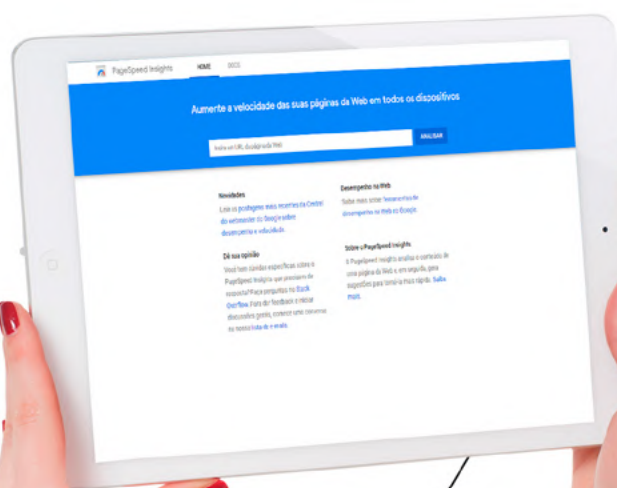 PageSpeed Insights HOME DOCS
Aumente a velocidade das suas páginas da Web em todos os dispositivos
Insira um URL da página da Web ANALISAR
Novidades
Leia as postagens mais recentes da Central
do webmaster do Google sobre
desempenho e velocidade.
Desempenho na Web
Saiba mais sobre ferramentas de
desempenho na Web do Google.
Dê sua opinião
Você tem dúvidas específicas sobre o
PageSpeed Insights que precisam de
resposta? Faça perguntas no Stack
Overflow. Para dar feedback e iniciar
discussões gerais, comece uma conversa
na nossa lista de e-mails.
Sobre o PageSpeed Insights
O PageSpeed Insights analisa o conteúdo de
uma página da Web e, em seguida, gera
sugestões para torná-la mais rápida. Saiba
mais.